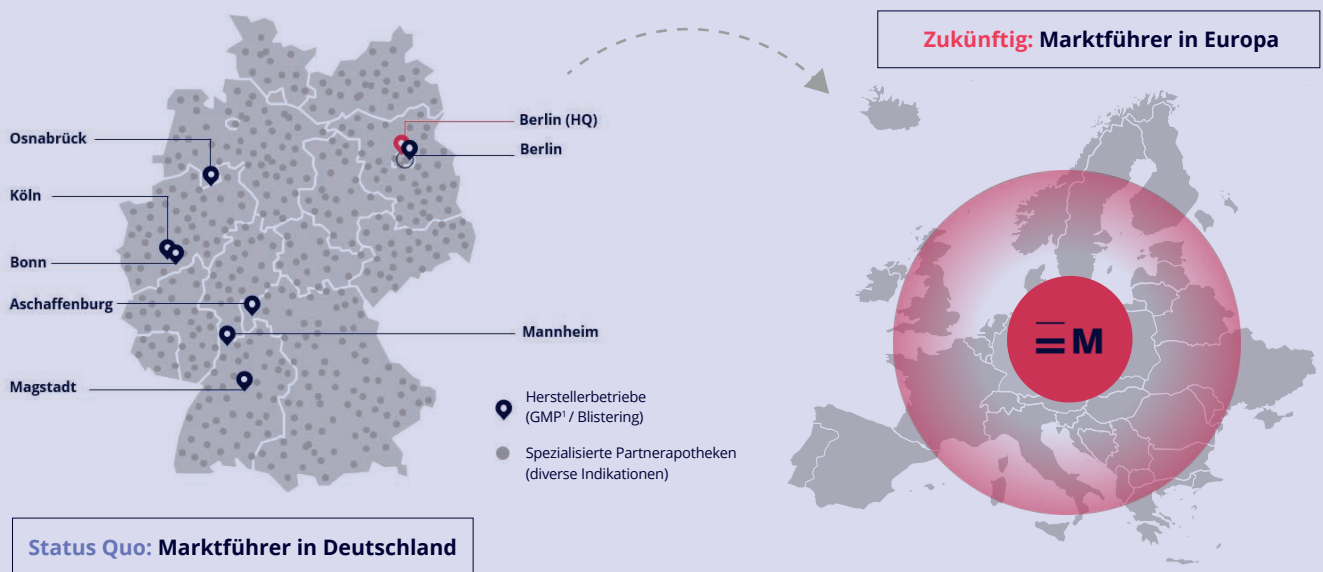 Zukünftig: Marktführer in Europa
Berlin (HQ)
Osnabrück
Berlin
Köln
Bonn
Aschaffenburg
Mannheim
Magstadt
M
Herstellerbetriebe
(GMP¹ / Blistering)
Spezialisierte Partnerapotheken
(diverse Indikationen)
Status Quo: Marktführer in Deutschland